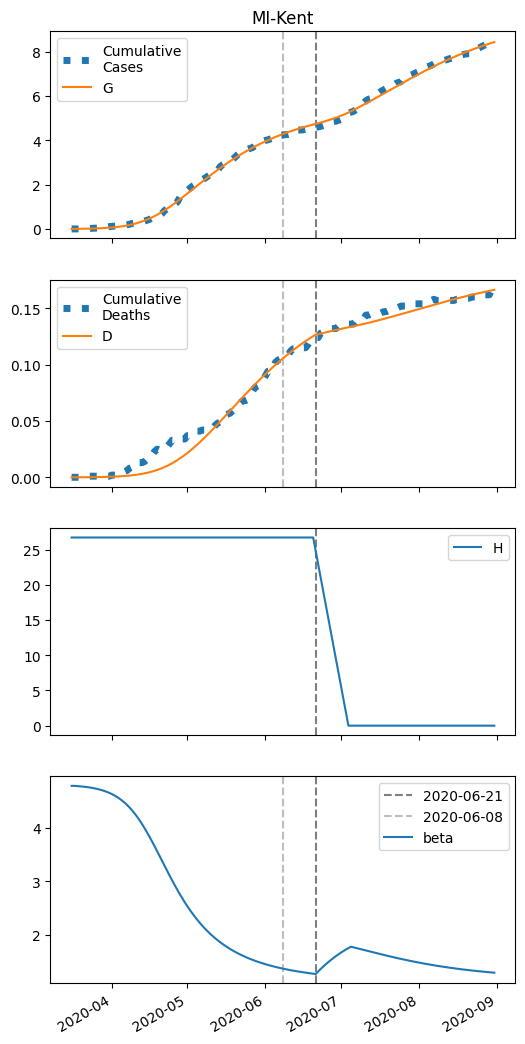 MI-Kent
8
6
4
2
0
Cumulative
Cases
G
0.15
0.10
0.05
0.00
Cumulative
Deaths
D
25
20
15
10
5
0
H
4
3
2
2020-06-21
2020-06-08
beta
2020-04
2020-05
2020-06
2020-07
2020-08
2020-09